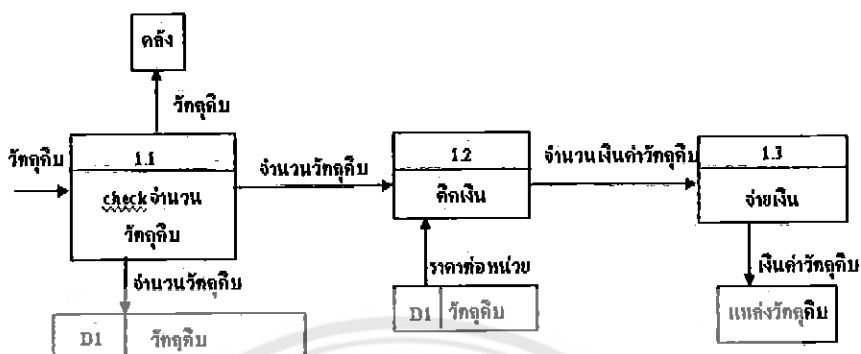 คลัง
วัตถุดิบ
วัตถุดิบ
1.1
check จำนวน
วัตถุดิบ
จำนวนวัตถุดิบ
1.2
คิดเงิน
จำนวนเงินค่าวัตถุดิบ
1.3
จ่ายเงิน
จำนวนวัตถุดิบ
ราคาต่อหน่วย
เงินค่าวัตถุดิบ
D1 วัตถุดิบ
D1 วัตถุดิบ
แหล่งวัตถุดิบ